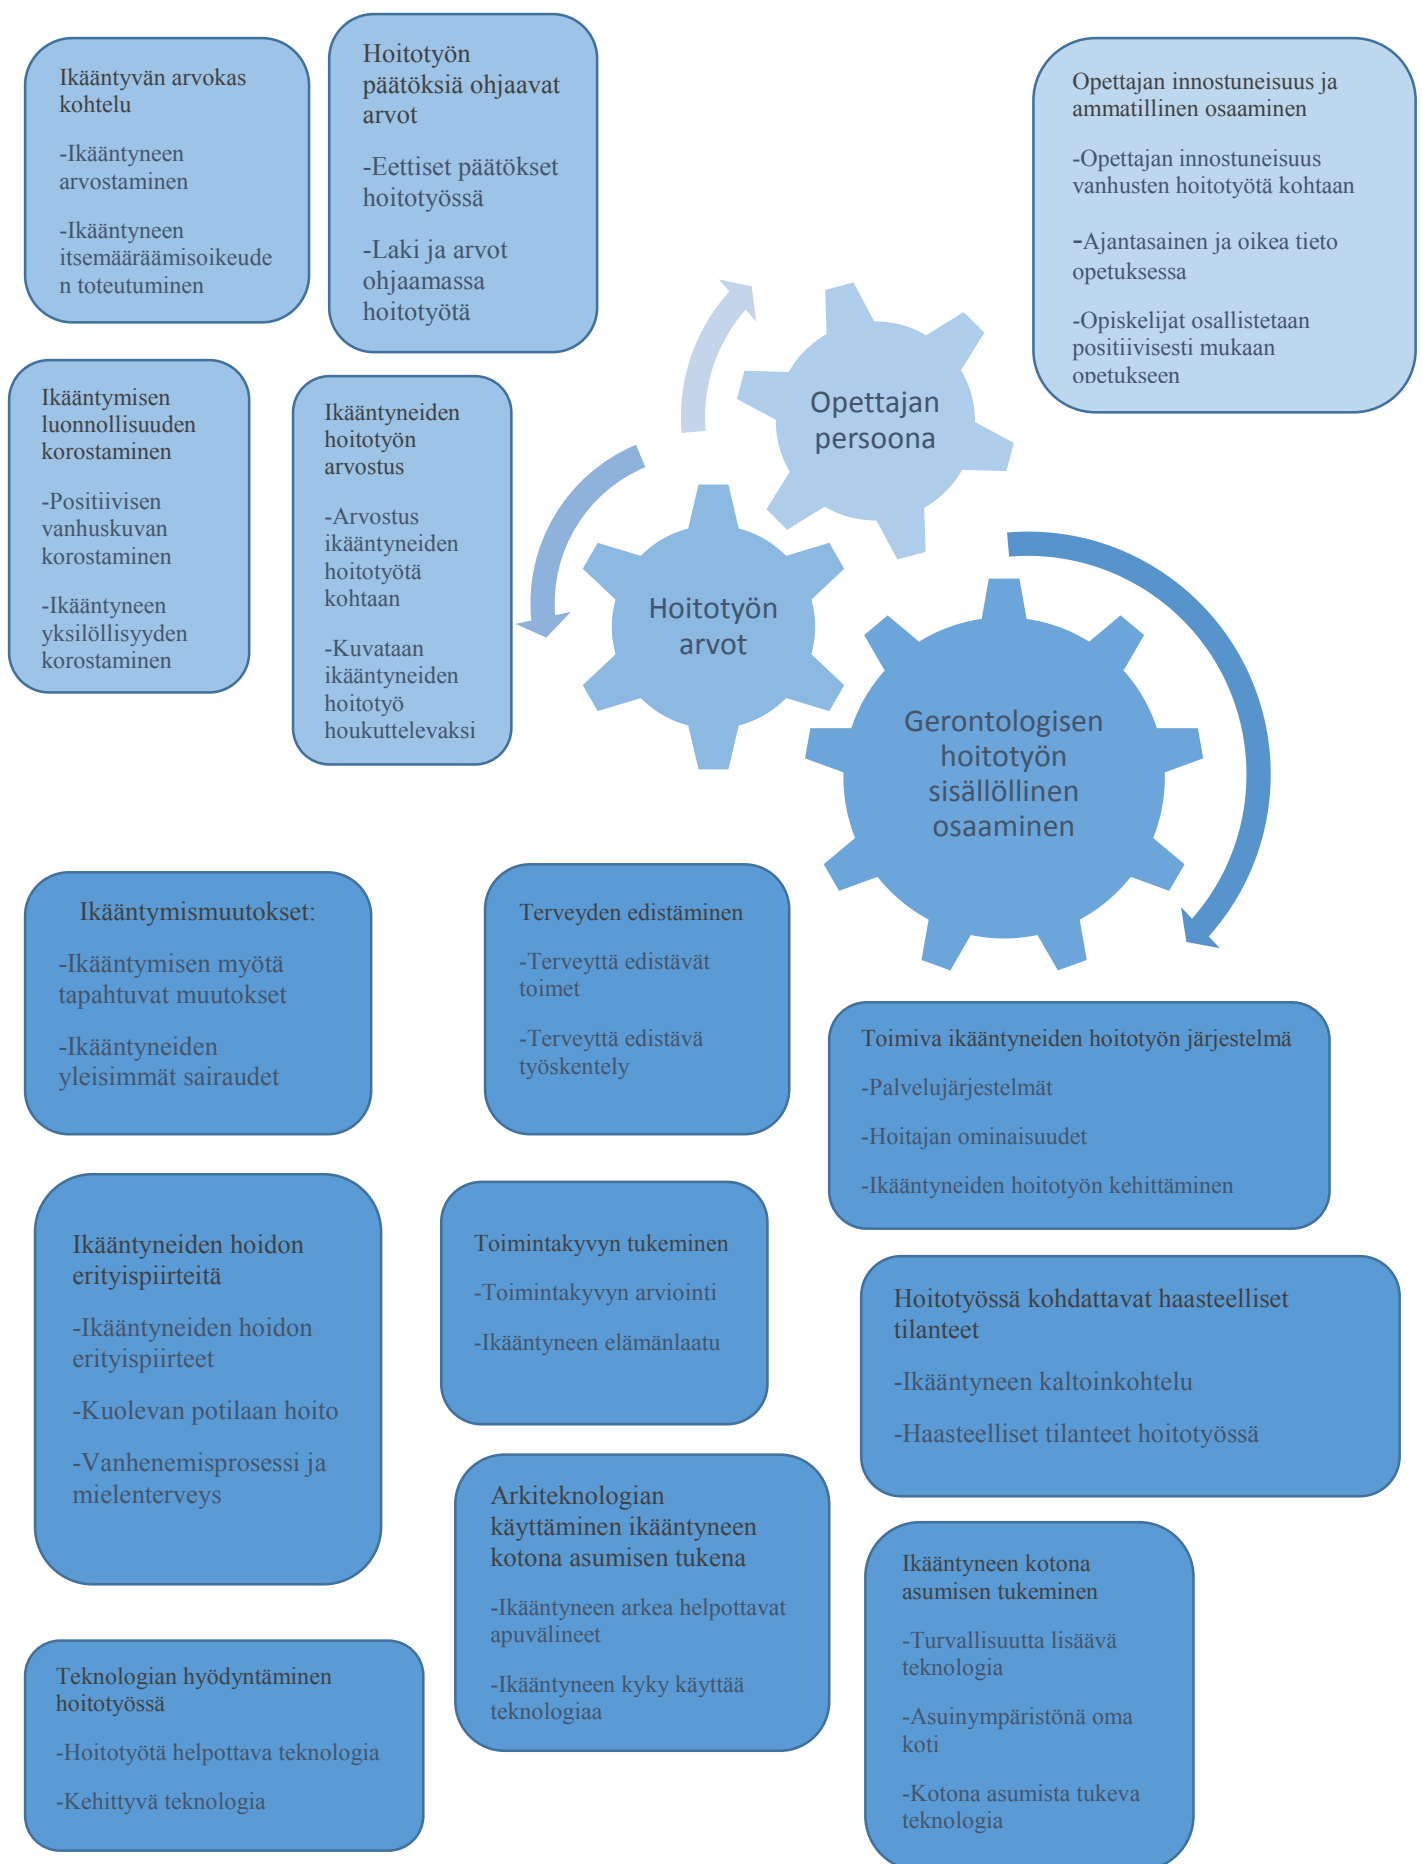 Ikääntyvän arvokas
kohtelu
-Ikääntyneen
arvostaminen
-Ikääntyneen
itsemääräämisoikeude
n toteutuminen
Hoitotyön
päätöksiä ohjaavat
arvot
-Eettiset päätökset
hoitotyössä
-Laki ja arvot
ohjaamassa
hoitotyötä
Opettajan innostuneisuus ja
ammatillinen osaaminen
-Opettajan innostuneisuus
vanhusten hoitotyötä kohtaan
-Ajantasainen ja oikea tieto
opetuksessa
-Opiskelijat osallistetaan
positiivisesti mukaan
opetukseen
Ikääntymisen
luonnollisuuden
korostaminen
-Positiivisen
vanhuskuvan
korostaminen
-Ikääntyneen
yksilöllisyyden
korostaminen
Ikääntyneiden
hoitotyön
arvostus
-Arvostus
ikääntyneiden
hoitotyötä
kohtaan
-Kuvataan
ikääntyneiden
hoitotyö
houkuttelevaksi
Opettajan
persoona
Hoitotyön
arvot
Gerontologisen
hoitotyön
sisällöllinen
osaaminen
Ikääntymismuutokset:
-Ikääntymisen myötä
tapahtuvat muutokset
-Ikääntyneiden
yleisimmät sairaudet
Terveyden edistäminen
-Terveyttä edistävät
toimet
-Terveyttä edistävä
työskentely
Toimiva ikääntyneiden hoitotyön järjestelmä
-Palvelujärjestelmät
-Hoitajan ominaisuudet
-Ikääntyneiden hoitotyön kehittäminen
Ikääntyneiden hoidon
erityispiirteitä
-Ikääntyneiden hoidon
erityispiirteet
-Kuolevan potilaan hoito
-Vanhenemisprosessi ja
mielenterveys
Toimintakyvyn tukeminen
-Toimintakyvyn arviointi
-Ikääntyneen elämänlaatu
Hoitotyössä kohdattavat haasteelliset
tilanteet
-Ikääntyneen kaltoinkohtelu
-Haasteelliset tilanteet hoitotyössä
Arkiteknologian
käyttäminen ikääntyneen
kotona asumisen tukena
-Ikääntyneen arkea helpottavat
apuvälineet
-Ikääntyneen kyky käyttää
teknologiaa
Ikääntyneen kotona
asumisen tukeminen
-Turvallisuutta lisäävä
teknologia
-Asuinympäristönä oma
koti
-Kotona asumista tukeva
teknologia
Teknologian hyödyntäminen
hoitotyössä
-Hoitotyötä helpottava teknologia
-Kehittyvä teknologia